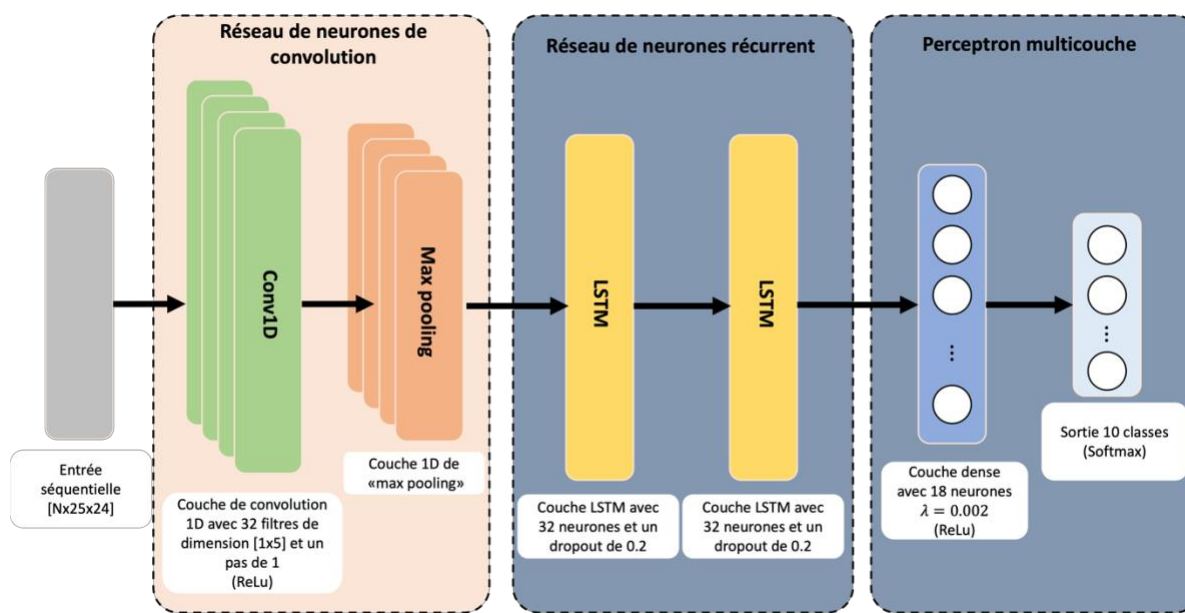 Réseau de neurones de
convolution
Réseau de neurones récurrent
Perceptron multicouche
Conv1D
Max pooling
LSTM
LSTM
...
...
Entrée
séquentielle
[Nx25x24]
Couche de convolution
1D avec 32 filtres de
dimension [1x5] et un
pas de 1
(ReLu)
Couche 1D de
«max pooling»
Couche LSTM avec
32 neurones et un
dropout de 0.2
Couche LSTM avec
32 neurones et un
dropout de 0.2
Couche dense
avec 18 neurones
λ = 0.002
(ReLu)
Sortie 10 classes
(Softmax)